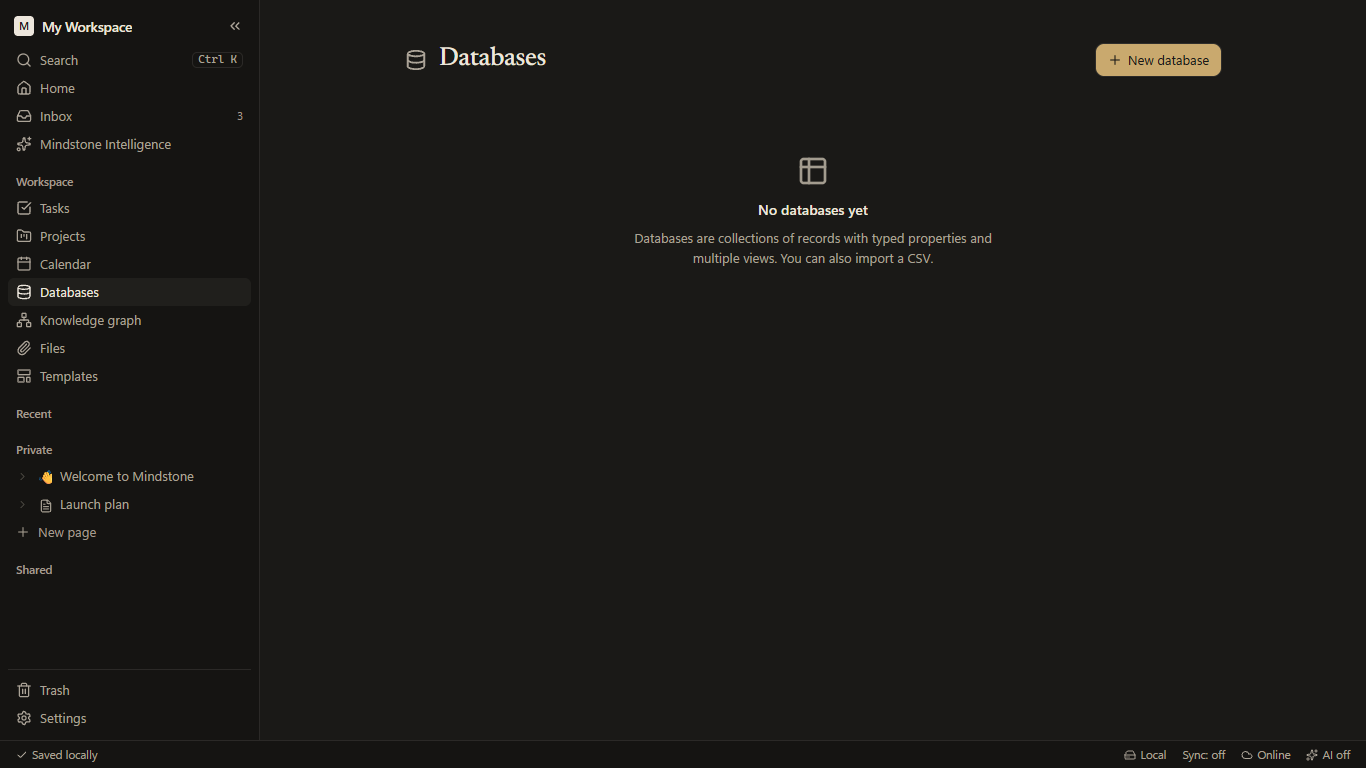 M My Workspace
Search Ctrl K
Home
Inbox 3
Mindstone Intelligence
Workspace
Tasks
Projects
Calendar
Databases
Knowledge graph
Files
Templates
Recent
Private
Welcome to Mindstone
Launch plan
New page
Shared
Trash
Settings
Databases
New database
No databases yet
Databases are collections of records with typed properties and
multiple views. You can also import a CSV.
Saved locally
Local Sync: off Online AI off